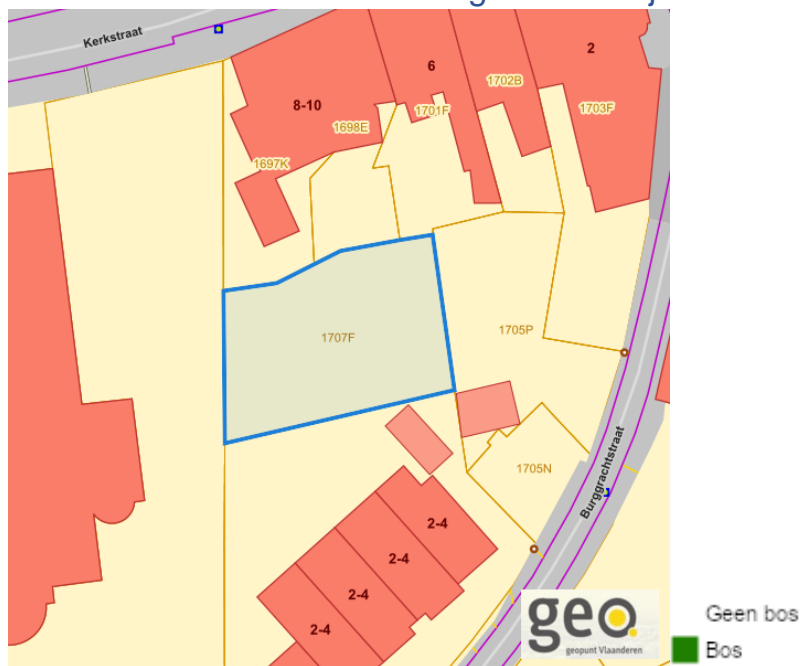 Kerkstraat
2
6
1702B
8-10
1701F
1703F
1698E
1697K
1707F
1705P
1705N
Burggrachtstraat
2-4
2-4
2-4
2-4
geo
geopunt Vlaanderen
Geen bos
Bos